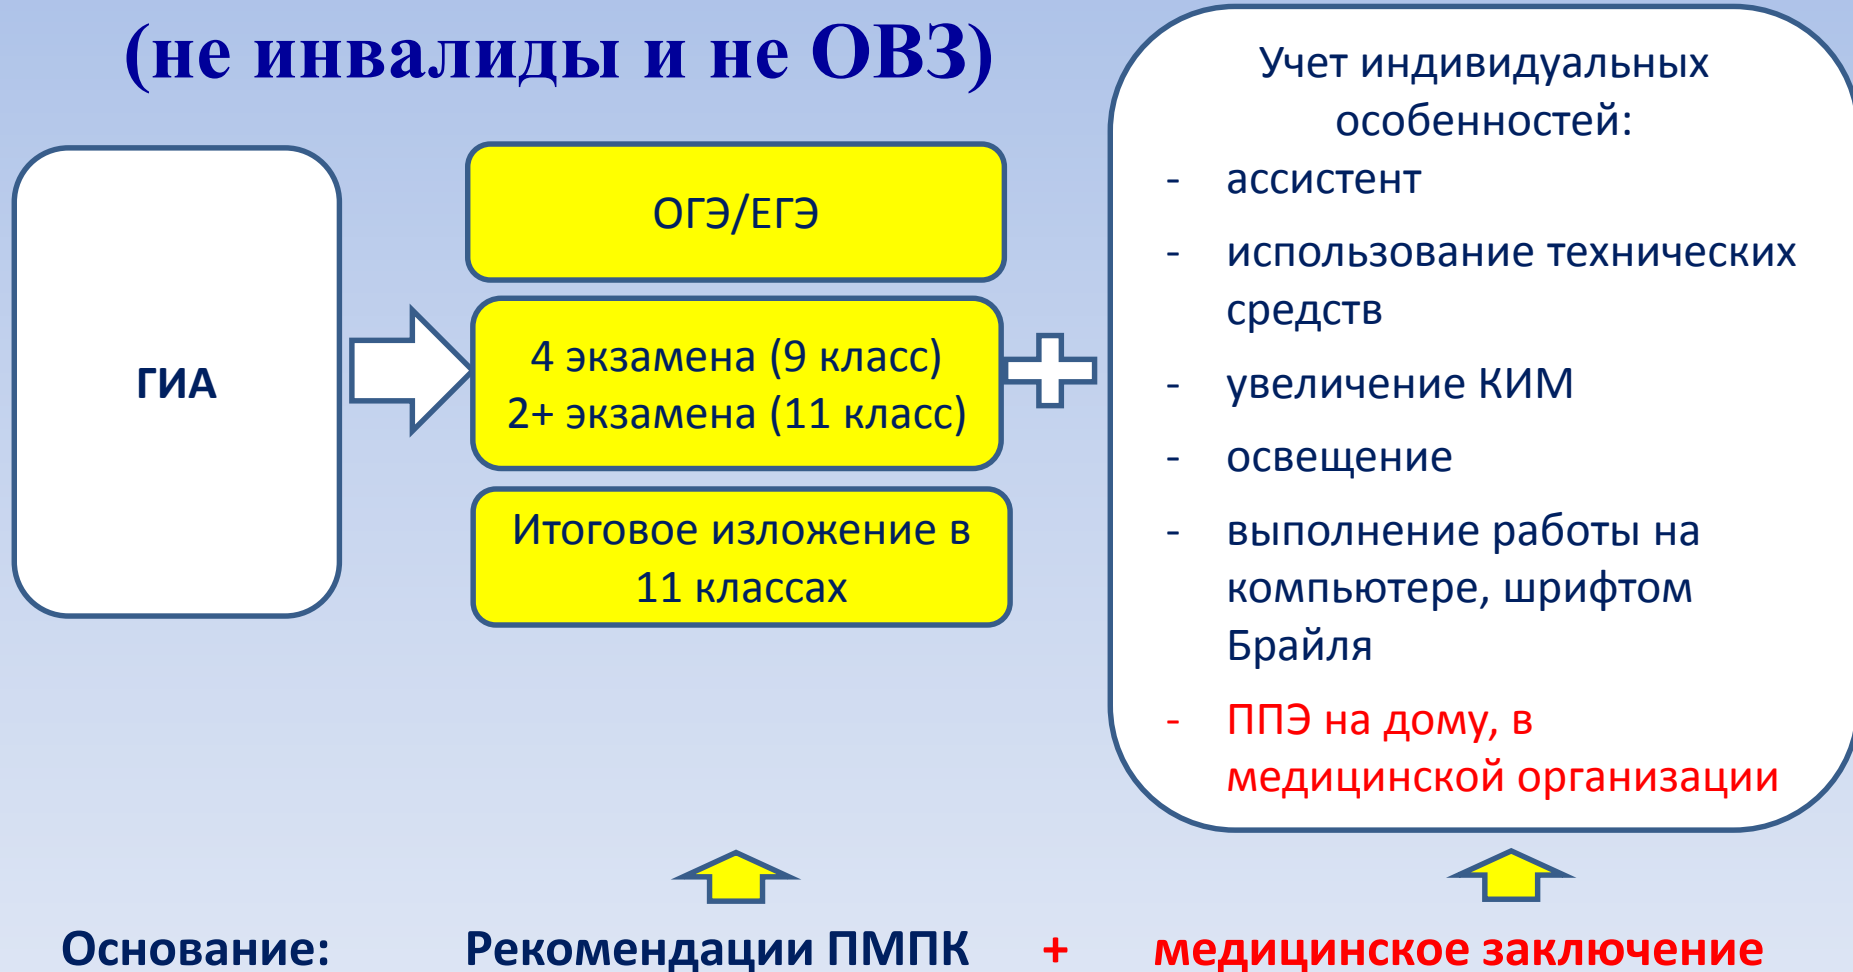 (не инвалиды и не ОВЗ)
ГИА
ОГЭ/ЕГЭ
4 экзамена (9 класс)
2+ экзамена (11 класс)
Итоговое изложение в
11 классах
Учет индивидуальных
особенностей:
- ассистент
- использование технических
средств
- увеличение КИМ
- освещение
- выполнение работы на
компьютере, шрифтом
Брайля
- ППЭ на дому, в
медицинской организации
Основание: Рекомендации ПМПК + медицинское заключение